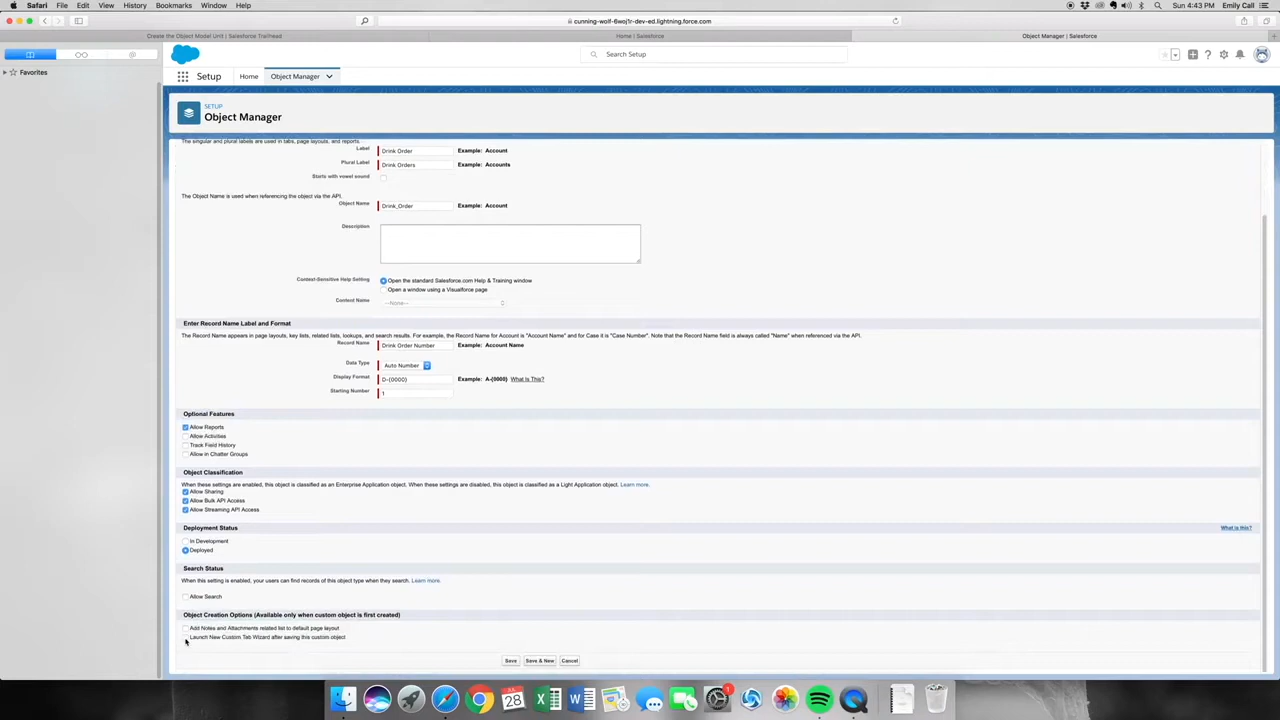 Safari File Edit View History Bookmarks Window Help
Sun 4:43 PM Emily Call
cunning-wolf-6woj1r-dev-ed.lightning.force.com
Create the Object Model Unit | Salesforce Trailhead
Home | Salesforce
Object Manager | Salesforce
Favorites
Search Setup
Setup Home Object Manager
SETUP
Object Manager
The singular and plural labels are used in tabs, page layouts, and reports.
Label Drink Order Example: Account
Plural Label Drink Orders Example: Accounts
Starts with vowel sound
The Object Name is used when referencing the object via the API.
Object Name Drink_Order Example: Account
Description
Context-Sensitive Help Setting Open the standard Salesforce.com Help & Training window
Open a window using a Visualforce page
Content Name --None--
Enter Record Name Label and Format
The Record Name appears in page layouts, key lists, related lists, lookups, and search results. For example, the Record Name for Account is "Account Name" and for Case it is "Case Number". Note that the Record Name field is always called "Name" when referenced via the API.
Record Name Drink Order Number Example: Account Name
Data Type Auto Number
Display Format D-{0000} Example: A-{0000} What Is This?
Starting Number 1
Optional Features
Allow Reports
Allow Activities
Track Field History
Allow in Chatter Groups
Object Classification
When these settings are enabled, this object is classified as an Enterprise Application object. When these settings are disabled, this object is classified as a Light Application object. Learn more.
Allow Sharing
Allow Bulk API Access
Allow Streaming API Access
Deployment Status What is this?
In Development
Deployed
Search Status
When this setting is enabled, your users can find records of this object type when they search. Learn more.
Allow Search
Object Creation Options (Available only when custom object is first created)
Add Notes and Attachments related list to default page layout
Launch New Custom Tab Wizard after saving this custom object
Save Save & New Cancel
JUL
28
1